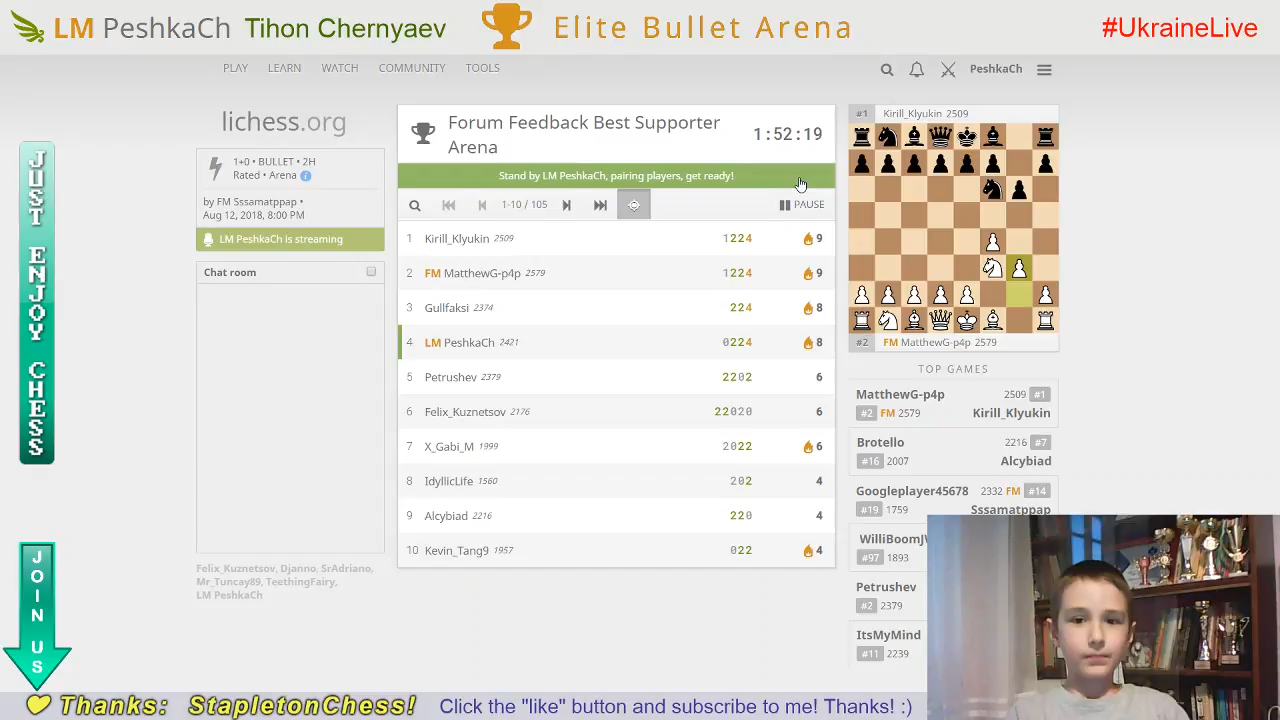 LM PeshkaCh Tihon Chernyaev
Elite Bullet Arena
#UkraineLive
PLAY LEARN WATCH COMMUNITY TOOLS
PeshkaCh
lichess.org
1+0 • BULLET • 2H
Rated • Arena
by FM Sssamatppap •
Aug 12, 2018, 8:00 PM
LM PeshkaCh is streaming
Chat room
Felix_Kuznetsov, Djanno, SrAdriano,
Mr_Tuncay89, TeethingFairy,
LM PeshkaCh
JUST ENJOY CHESS
JOIN US
Forum Feedback Best Supporter
Arena
1:52:19
Stand by LM PeshkaCh, pairing players, get ready!
1-10 / 105
PAUSE
1 Kirill_Klyukin 2509 1224 9
2 FM MatthewG-p4p 2579 1224 9
3 Gullfaksi 2374 224 8
4 LM PeshkaCh 2421 0224 8
5 Petrushev 2379 2202 6
6 Felix_Kuznetsov 2176 22020 6
7 X_Gabi_M 1999 2022 6
8 IdyllicLife 1560 202 4
9 Alcybiad 2216 220 4
10 Kevin_Tang9 1957 022 4
#1 Kirill_Klyukin 2509
#2 FM MatthewG-p4p 2579
TOP GAMES
MatthewG-p4p 2509 #1
#2 FM 2579 Kirill_Klyukin
Brotello 2216 #7
#16 2007 Alcybiad
Googleplayer45678 2332 FM #14
#19 1759 Sssamatppap
#97 1893
Petrushev
#2 2379
ItsMyMind
#11 2239
Thanks: StapletonChess!
Click the "like" button and subscribe to me! Thanks! :)